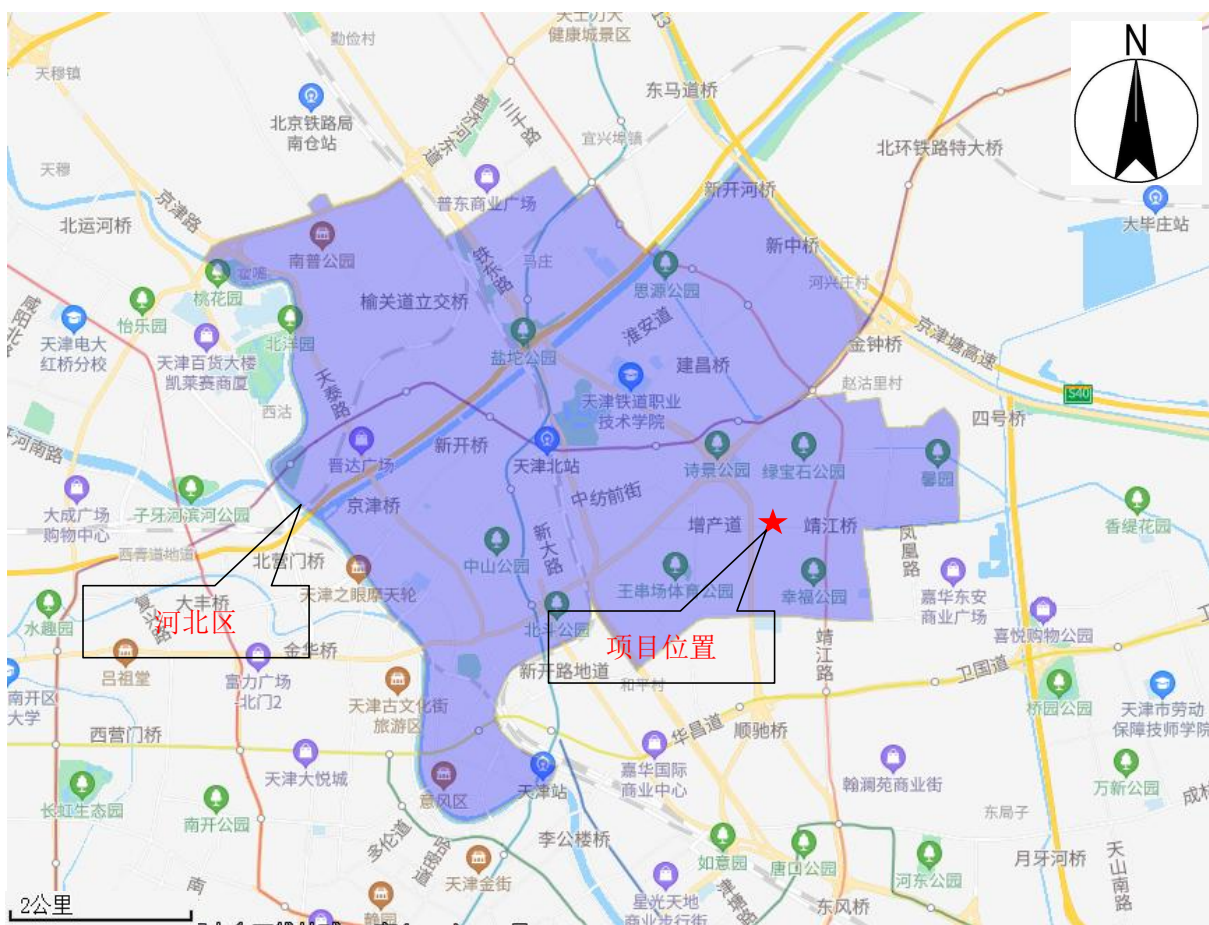 天士力大
健康城景区
勤俭村
N
天穆镇
东马道桥
北京铁路局
南仓站
三千路
宜兴埠镇
北环铁路特大桥
天穆
普东商业广场
新开河桥
大毕庄站
北运河桥
京津路
南普公园
铁东路
马庄
新中桥
河兴庄村
思源公园
桃花园
榆关道立交桥
淮安道
怡乐园
北洋园
盐坨公园
建昌桥
金钟桥
京津塘高速
天津电大
红桥分校
天津百货大楼
凯莱赛商厦
天泰路
天津铁道职业
技术学院
赵沽里村
S40
四号桥
西沽
新开桥
晋达广场
天津北站
诗景公园
绿宝石公园
馨园
大成广场
购物中心
子牙河滨河公园
京津桥
中纺前街
增产道
靖江桥
香缇花园
西青道地道
北营门桥
新大路
凤凰路
中山公园
天津之眼摩天轮
王串场体育公园
幸福公园
嘉华东安
商业广场
水趣园
复兴路
大丰桥
河北区
北斗公园
项目位置
喜悦购物公园
金华桥
吕祖堂
富力广场
-北门2
新开路地道
和平村
靖江路
卫国道
南开区
大学
天津古文化街
旅游区
桥园公园
天津市劳动
保障技师学院
西营门桥
华昌道
顺驰桥
天津大悦城
意风区
天津站
嘉华国际
商业中心
翰澜苑商业街
万新公园
长虹生态园
南开公园
多伦道
李公楼桥
东局子
成林
如意园
唐口公园
河东公园
月牙河桥
天山南路
天津金街
2公里
南
静园
星光天地
商业步行街
津塘路
东风桥